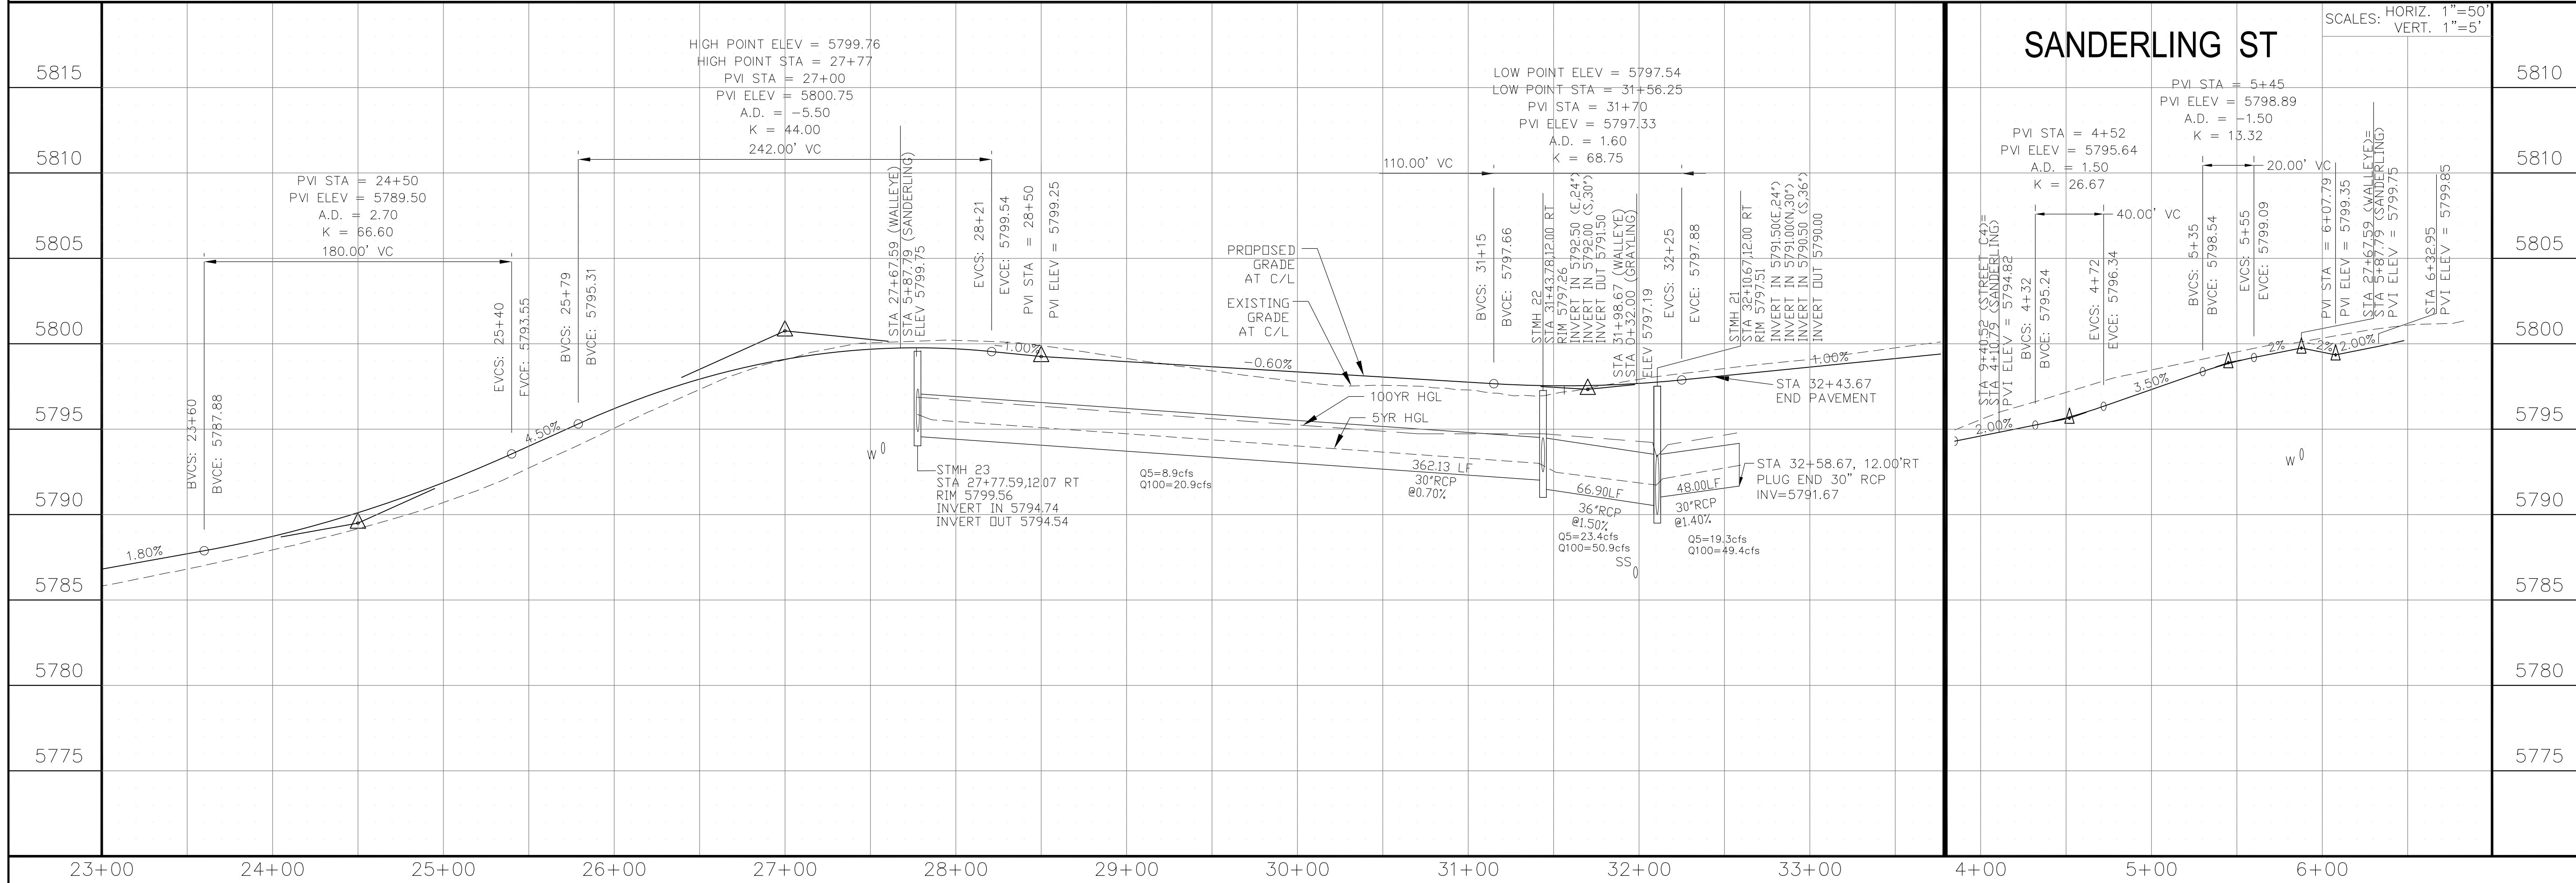 SCALES: HORIZ. 1"=50'
VERT. 1"=5'
SANDERLING ST
5815
5810
5805
5800
5795
5790
5785
5780
5775
PVI STA = 24+50
PVI ELEV = 5789.50
A.D. = 2.70
K = 66.60
180.00' VC
BVCS: 23+60
BVCE: 5787.88
EVCS: 25+40
EVCE: 5793.55
1.80%
4.50%
HIGH POINT ELEV = 5799.76
HIGH POINT STA = 27+77
PVI STA = 27+00
PVI ELEV = 5800.75
A.D. = -5.50
K = 44.00
242.00' VC
BVCS: 25+79
BVCE: 5795.31
STA 27+67.59 (WALLEYE)
STA 5+87.79 (SANDERLING)
ELEV 5799.75
EVCS: 28+21
EVCE: 5799.54
PVI STA = 28+50
PVI ELEV = 5799.25
-1.00%
W
STMH 23
STA 27+77.59,12.07 RT
RIM 5799.56
INVERT IN 5794.74
INVERT OUT 5794.54
Q5=8.9cfs
Q100=20.9cfs
PROPOSED
GRADE
AT C/L
EXISTING
GRADE
AT C/L
-0.60%
100YR HGL
5YR HGL
362.13 LF
30"RCP
@0.70%
LOW POINT ELEV = 5797.54
LOW POINT STA = 31+56.25
PVI STA = 31+70
PVI ELEV = 5797.33
A.D. = 1.60
K = 68.75
110.00' VC
BVCS: 31+15
BVCE: 5797.66
STMH 22
STA 31+43.78,12.00 RT
RIM 5797.26
INVERT IN 5792.50 (E,24")
INVERT IN 5792.00 (S,30")
INVERT OUT 5791.50
STA 31+98.67 (WALLEYE)
STA 0+32.00 (GRAYLING)
ELEV 5797.19
EVCS: 32+25
EVCE: 5797.88
STMH 21
STA 32+10.67,12.00 RT
RIM 5797.51
INVERT IN 5791.50(E,24")
INVERT IN 5791.00(N,30")
INVERT IN 5790.50 (S,36")
INVERT OUT 5790.00
1.00%
STA 32+43.67
END PAVEMENT
STA 32+58.67, 12.00'RT
PLUG END 30" RCP
INV=5791.67
66.90LF
36"RCP
@1.50%
Q5=23.4cfs
Q100=50.9cfs
48.00LF
30"RCP
@1.40%
Q5=19.3cfs
Q100=49.4cfs
SS
PVI STA = 4+52
PVI ELEV = 5795.64
A.D. = 1.50
K = 26.67
40.00' VC
STA 9+40.52 (STREET C4)=
STA 4+10.79 (SANDERLING)
PVI ELEV = 5794.82
BVCS: 4+32
BVCE: 5795.24
EVCS: 4+72
EVCE: 5796.34
PVI STA = 5+45
PVI ELEV = 5798.89
A.D. = -1.50
K = 13.32
20.00' VC
BVCS: 5+35
BVCE: 5798.54
EVCS: 5+55
EVCE: 5799.09
PVI STA = 6+07.79
PVI ELEV = 5799.35
STA 27+67.59 (WALLEYE)=
STA 5+87.79 (SANDERLING)
PVI ELEV = 5799.75
STA 6+32.95
PVI ELEV = 5799.85
2.00%
3.50%
2%
-2%
2.00%
W
5810
5810
5805
5800
5795
5790
5785
5780
5775
23+00
24+00
25+00
26+00
27+00
28+00
29+00
30+00
31+00
32+00
33+00
4+00
5+00
6+00